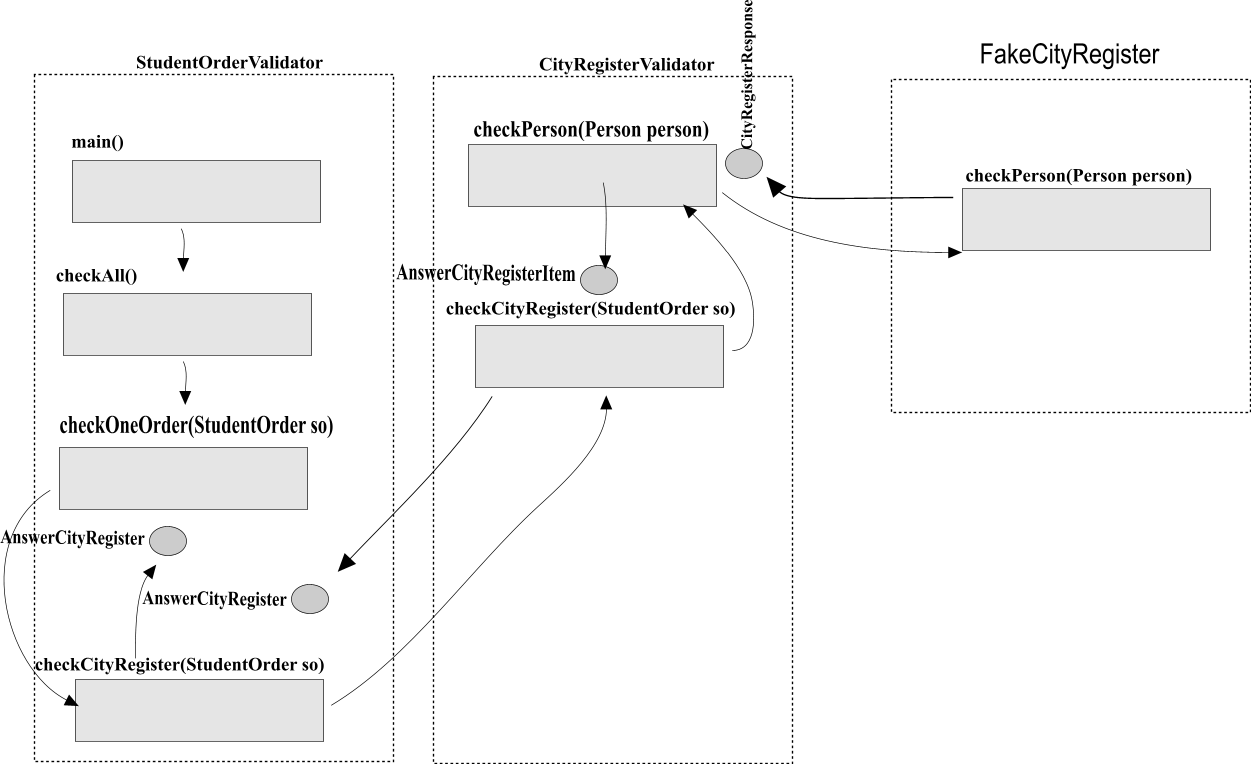 StudentOrderValidator
main()
checkAll()
checkOneOrder(StudentOrder so)
AnswerCityRegister
AnswerCityRegister
checkCityRegister(StudentOrder so)
CityRegisterValidator
CityRegisterResponse
checkPerson(Person person)
AnswerCityRegisterItem
checkCityRegister(StudentOrder so)
FakeCityRegister
checkPerson(Person person)